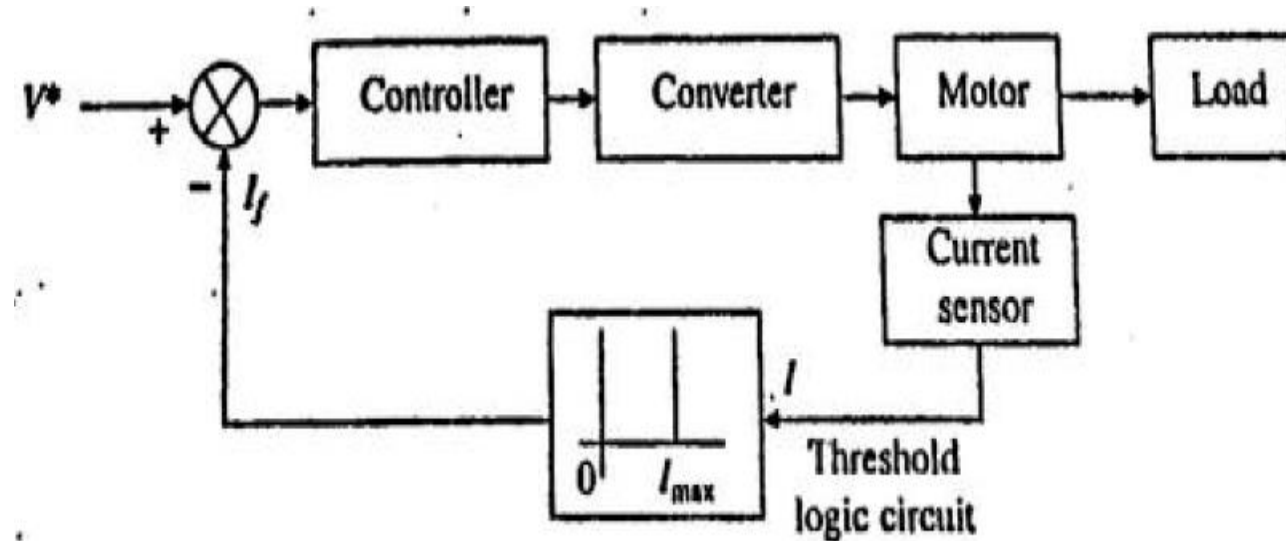 V* + Controller Converter Motor Load
− I_f
Current
sensor
I
0 I_max
Threshold
logic circuit